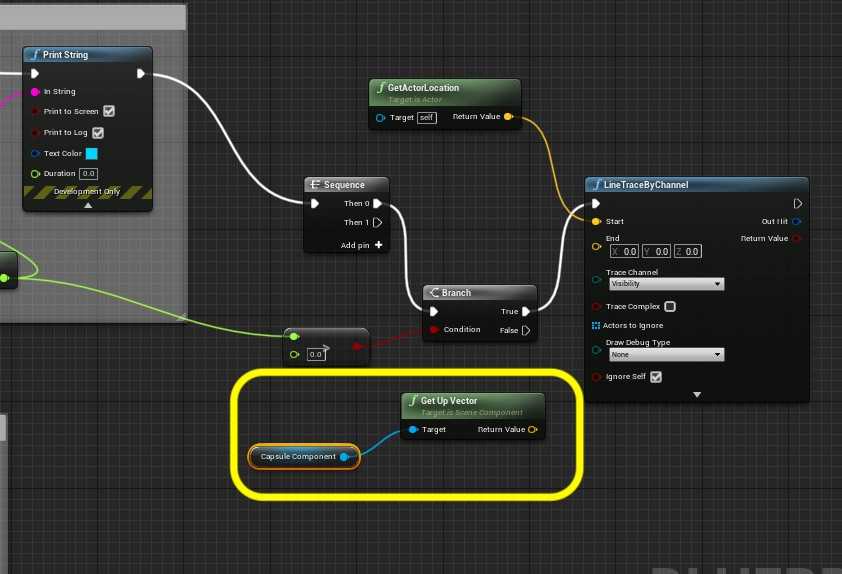 Print String
In String
Print to Screen
Print to Log
Text Color
Duration 0.0
Development Only
GetActorLocation
Target is Actor
Target self Return Value
Sequence
Then 0
Then 1
Add pin +
LineTraceByChannel
Start Out Hit
End Return Value
X 0.0 Y 0.0 Z 0.0
Trace Channel
Visibility
Trace Complex
Actors to Ignore
Draw Debug Type
None
Ignore Self
Branch
True
Condition False
0.0 >
Get Up Vector
Target is Scene Component
Target Return Value
Capsule Component